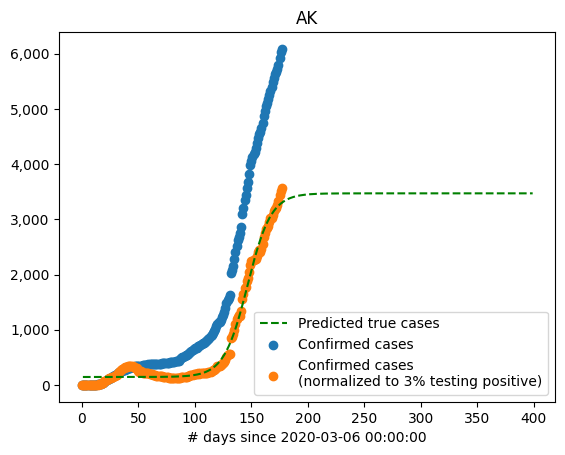 AK
6,000
5,000
4,000
3,000
2,000
1,000
0
Predicted true cases
Confirmed cases
Confirmed cases
(normalized to 3% testing positive)
0 50 100 150 200 250 300 350 400
# days since 2020-03-06 00:00:00